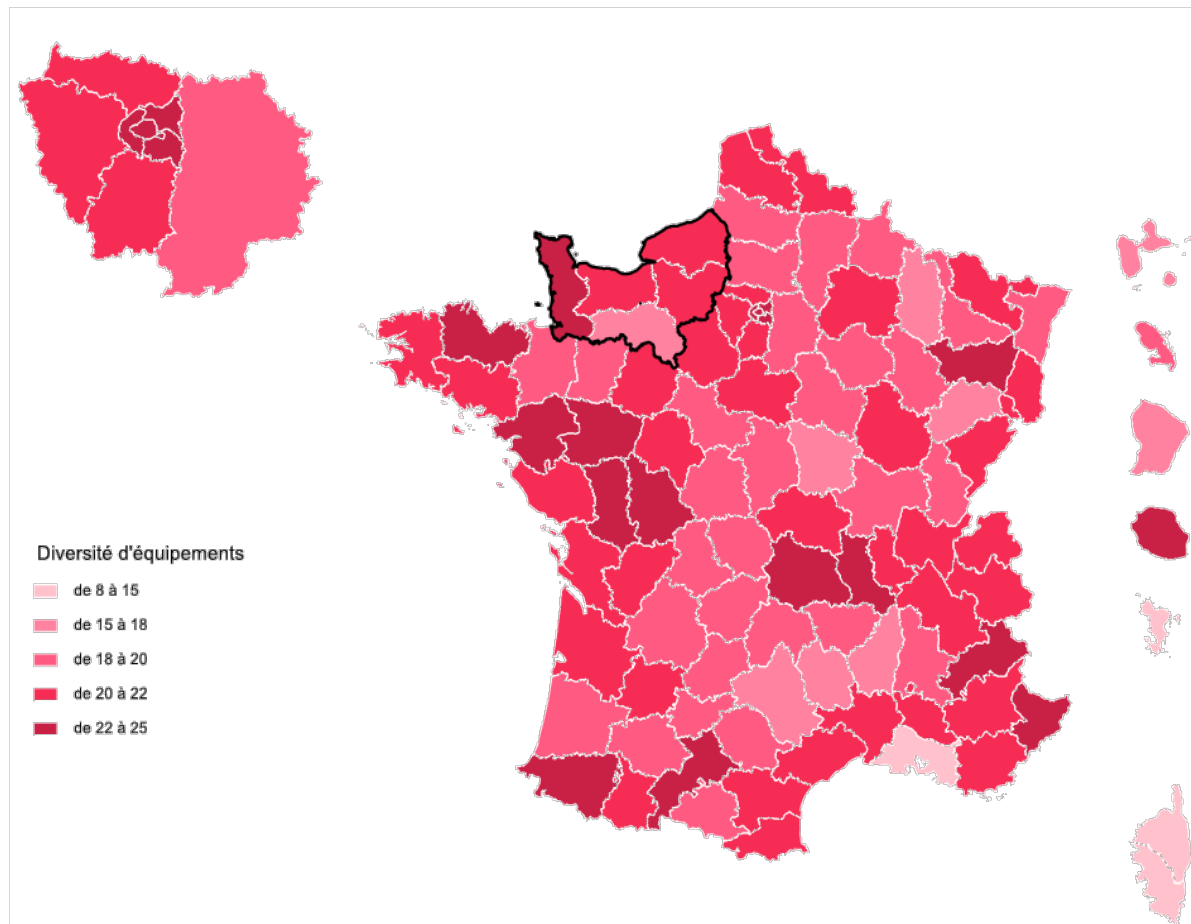 Diversité d'équipements
de 8 à 15
de 15 à 18
de 18 à 20
de 20 à 22
de 22 à 25